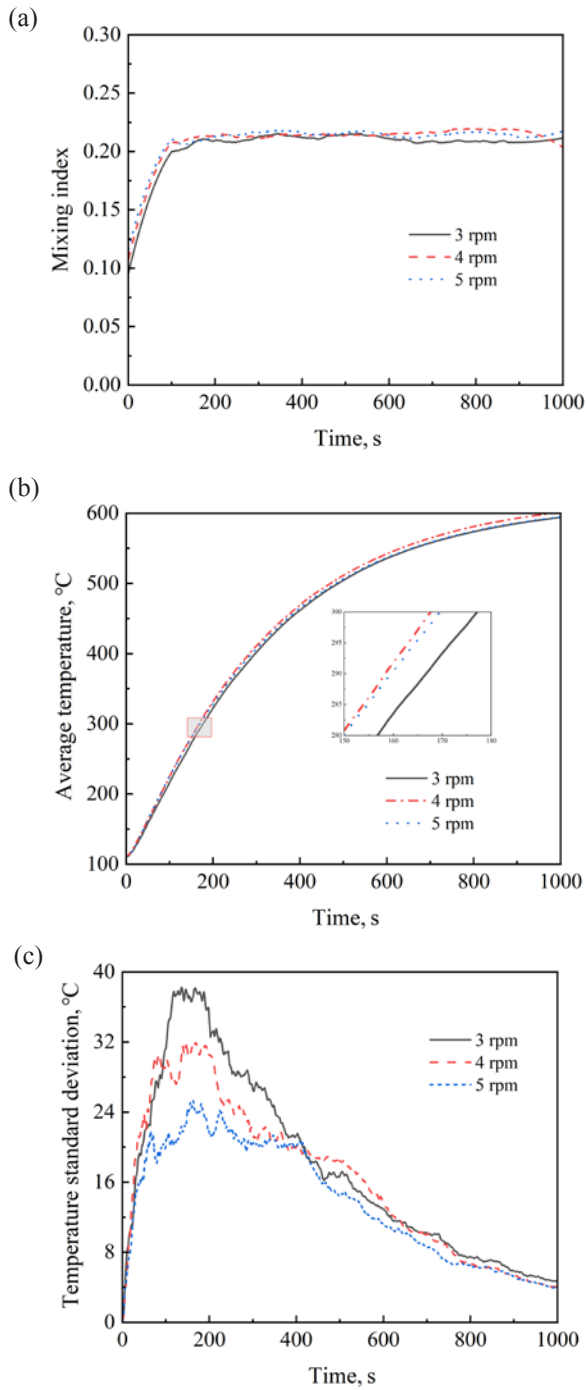 (a)
0.30
0.25
0.20
0.15
0.10
0.05
0.00
Mixing index
3 rpm
4 rpm
5 rpm
0 200 400 600 800 1000
Time, s
(b)
600
500
400
300
200
100
Average temperature, °C
300
295
290
285
280
150 160 170 180
3 rpm
4 rpm
5 rpm
0 200 400 600 800 1000
Time, s
(c)
40
32
24
16
8
0
Temperature standard deviation, °C
3 rpm
4 rpm
5 rpm
0 200 400 600 800 1000
Time, s